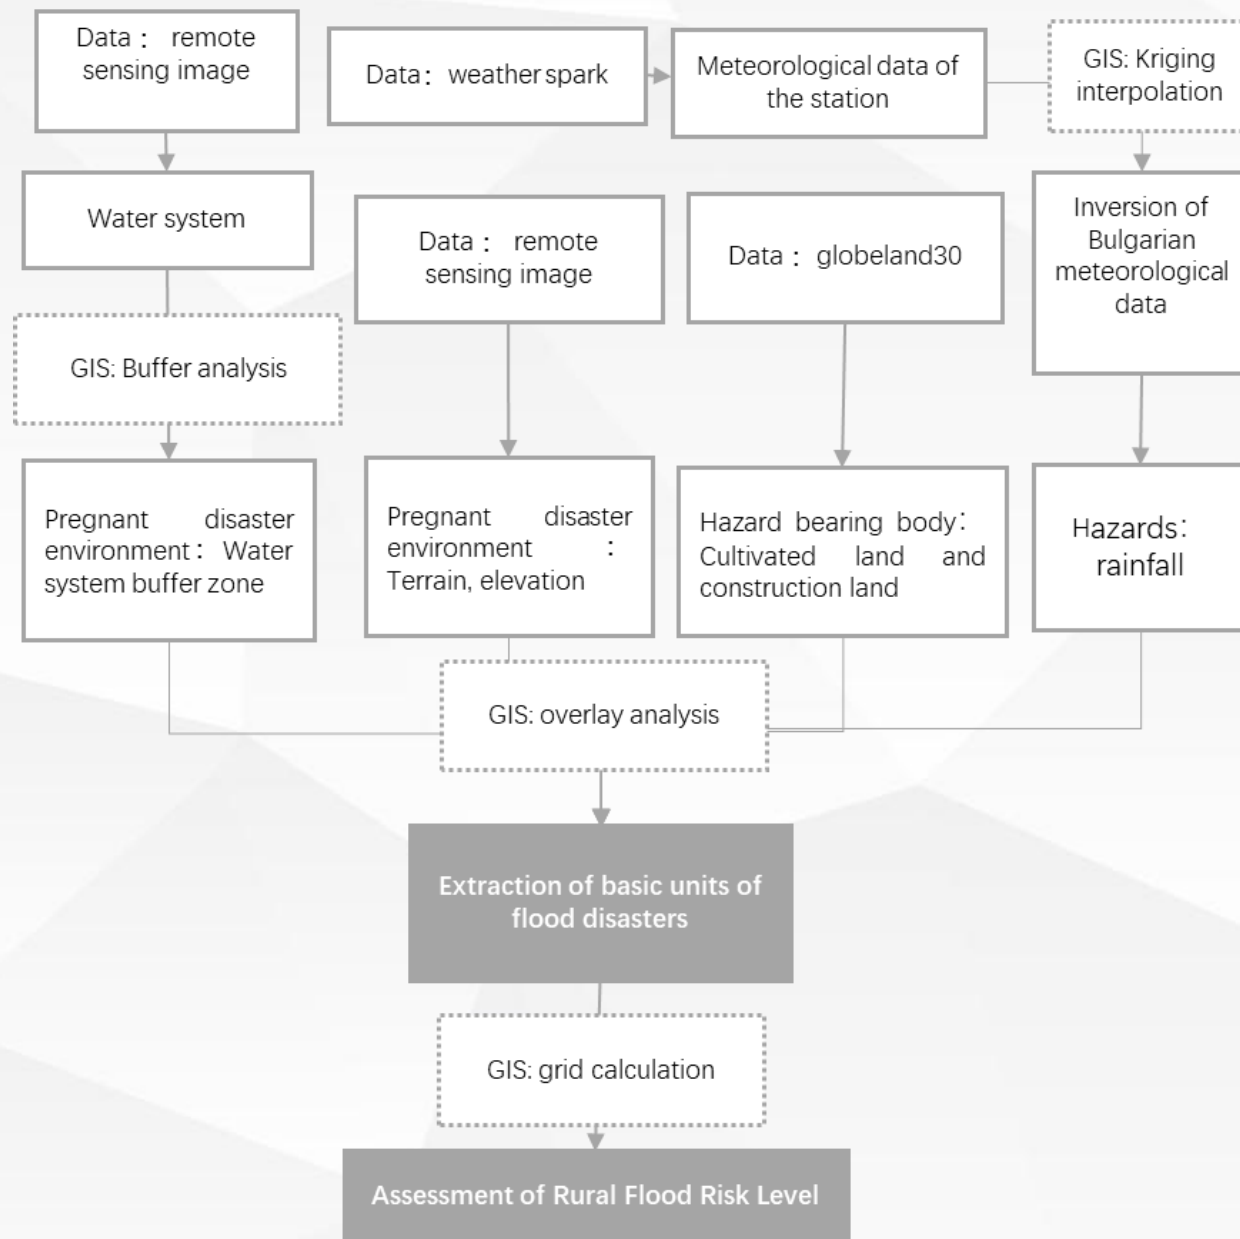 Data： remote
sensing image
Data：weather spark
Meteorological data of
the station
GIS: Kriging
interpolation
Water system
Data： remote
sensing image
Data： globeland30
Inversion of
Bulgarian
meteorological
data
GIS: Buffer analysis
Pregnant disaster
environment：Water
system buffer zone
Pregnant disaster
environment ：
Terrain, elevation
Hazard bearing body：
Cultivated land and
construction land
Hazards：
rainfall
GIS: overlay analysis
Extraction of basic units of
flood disasters
GIS: grid calculation
Assessment of Rural Flood Risk Level